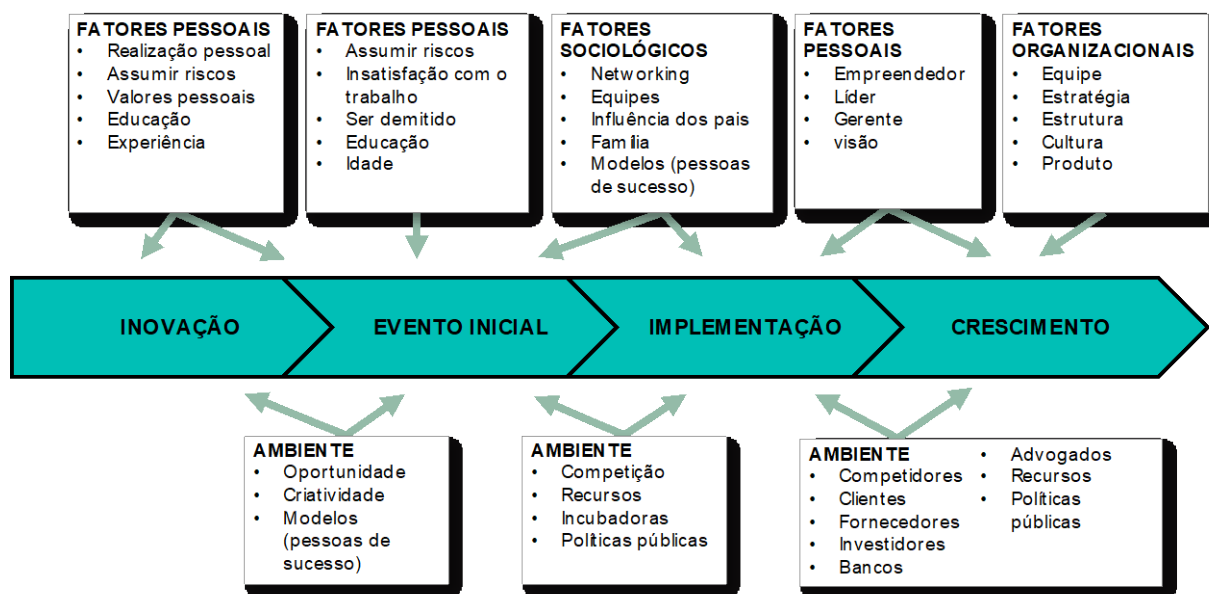 FATORES PESSOAIS
• Realização pessoal
• Assumir riscos
• Valores pessoais
• Educação
• Experiência
FATORES PESSOAIS
• Assumir riscos
• Insatisfação com o
trabalho
• Ser demitido
• Educação
• Idade
FATORES
SOCIOLÓGICOS
• Networking
• Equipes
• Influência dos pais
• Família
• Modelos (pessoas
de sucesso)
FATORES
PESSOAIS
• Empreendedor
• Líder
• Gerente
• visão
FATORES
ORGANIZACIONAIS
• Equipe
• Estratégia
• Estrutura
• Cultura
• Produto
INOVAÇÃO
EVENTO INICIAL
IMPLEMENTAÇÃO
CRESCIMENTO
AMBIENTE
• Oportunidade
• Criatividade
• Modelos
(pessoas de
sucesso)
AMBIENTE
• Competição
• Recursos
• Incubadoras
• Políticas públicas
AMBIENTE
• Competidores
• Clientes
• Fornecedores
• Investidores
• Bancos
• Advogados
• Recursos
• Políticas
públicas